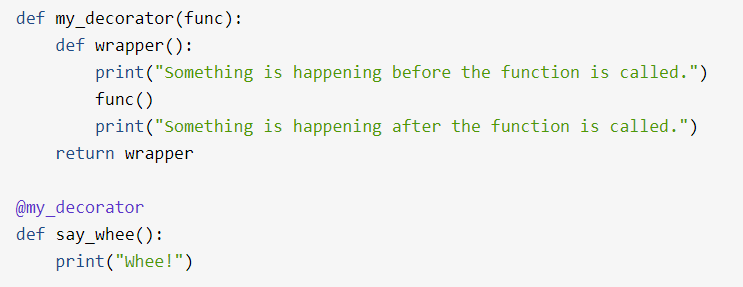 def my_decorator(func):
    def wrapper():
        print("Something is happening before the function is called.")
        func()
        print("Something is happening after the function is called.")
    return wrapper

@my_decorator
def say_whee():
    print("Whee!")